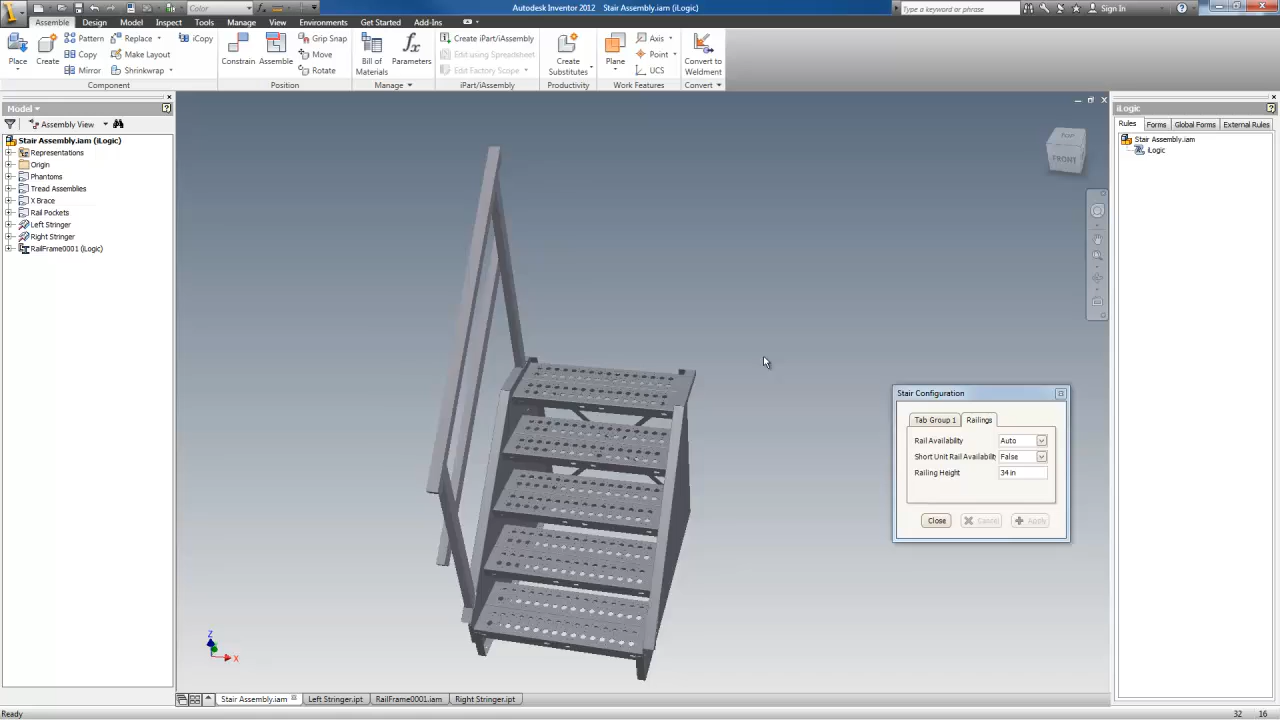 Color
Autodesk Inventor 2012 Stair Assembly.iam (iLogic)
Type a keyword or phrase
Sign In
Assemble Design Model Inspect Tools Manage View Environments Get Started Add-Ins
Place
Create
Pattern
Copy
Mirror
Replace
Make Layout
Shrinkwrap
iCopy
Component
Constrain
Assemble
Grip Snap
Move
Rotate
Position
Bill of
Materials
Parameters
Manage
Create iPart/iAssembly
Edit using Spreadsheet
Edit Factory Scope
iPart/iAssembly
Create
Substitutes
Productivity
Plane
Axis
Point
UCS
Work Features
Convert to
Weldment
Convert
Model
Assembly View
Stair Assembly.iam (iLogic)
Representations
Origin
Phantoms
Tread Assemblies
X Brace
Rail Pockets
Left Stringer
Right Stringer
RailFrame0001 (iLogic)
FRONT
Z
X
iLogic
Rules Forms Global Forms External Rules
Stair Assembly.iam
iLogic
Stair Configuration
Tab Group 1 Railings
Rail Availability Auto
Short Unit Rail Availability False
Railing Height 34 in
Close Cancel Apply
Stair Assembly.iam Left Stringer.ipt RailFrame0001.iam Right Stringer.ipt
Ready 32 16